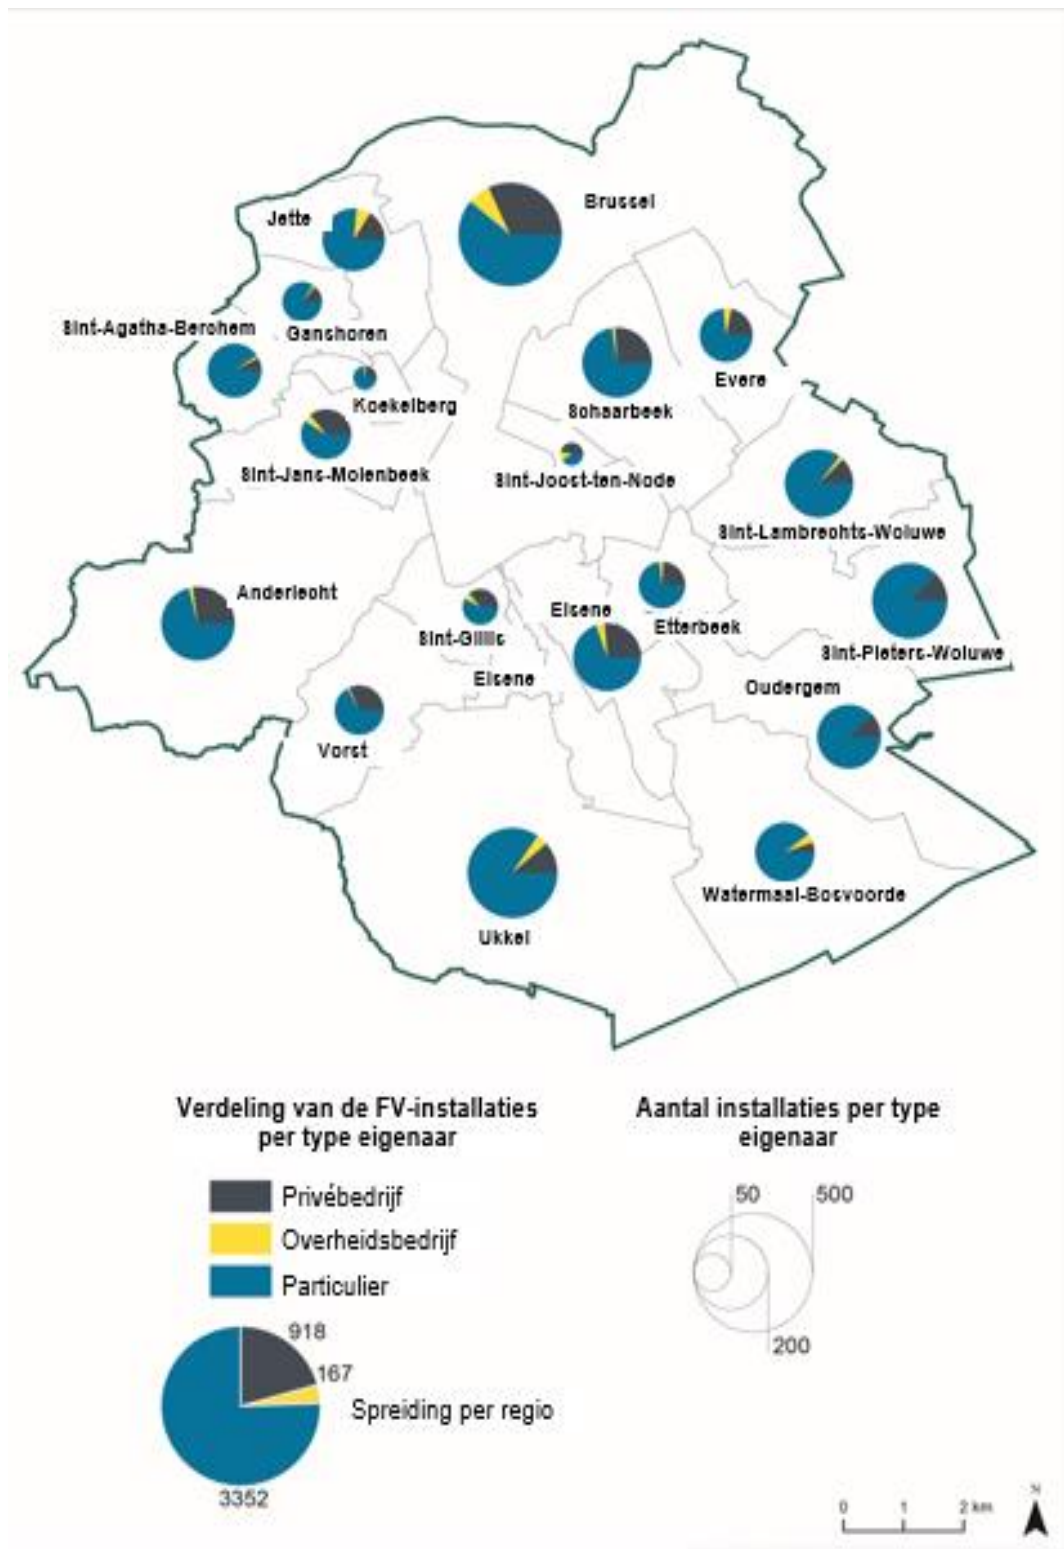 Brussel
Jette
Sint-Agatha-Berchem
Ganshoren
Evere
Koekelberg
Schaarbeek
Sint-Jans-Molenbeek
Sint-Joost-ten-Node
Sint-Lambrechts-Woluwe
Anderlecht
Elsene
Etterbeek
Sint-Gillis
Sint-Pieters-Woluwe
Elsene
Oudergem
Vorst
Watermaal-Bosvoorde
Ukkel
Verdeling van de FV-installaties
per type eigenaar
Privébedrijf
Overheidsbedrijf
Particulier
918
167
Spreiding per regio
3352
Aantal installaties per type
eigenaar
50
500
200
0 1 2 km
N